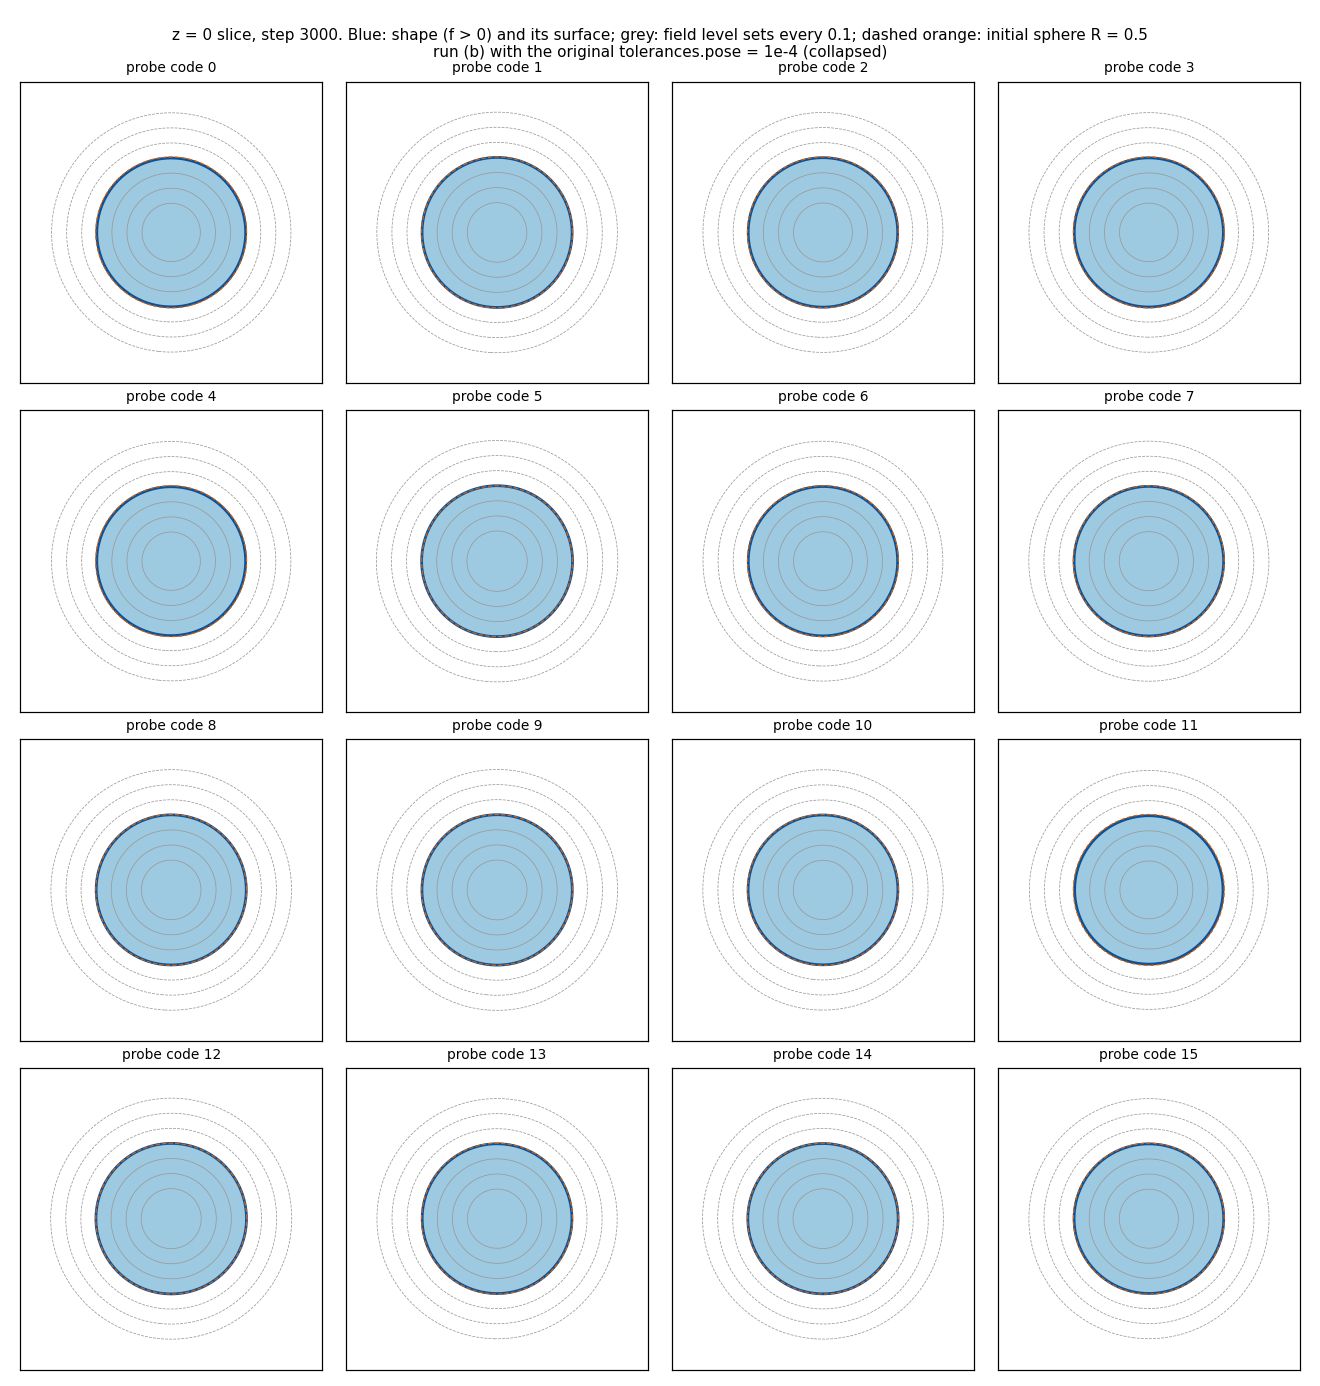 z = 0 slice, step 3000. Blue: shape (f > 0) and its surface; grey: field level sets every 0.1; dashed orange: initial sphere R = 0.5
run (b) with the original tolerances.pose = 1e-4 (collapsed)
probe code 0
probe code 1
probe code 2
probe code 3
probe code 4
probe code 5
probe code 6
probe code 7
probe code 8
probe code 9
probe code 10
probe code 11
probe code 12
probe code 13
probe code 14
probe code 15